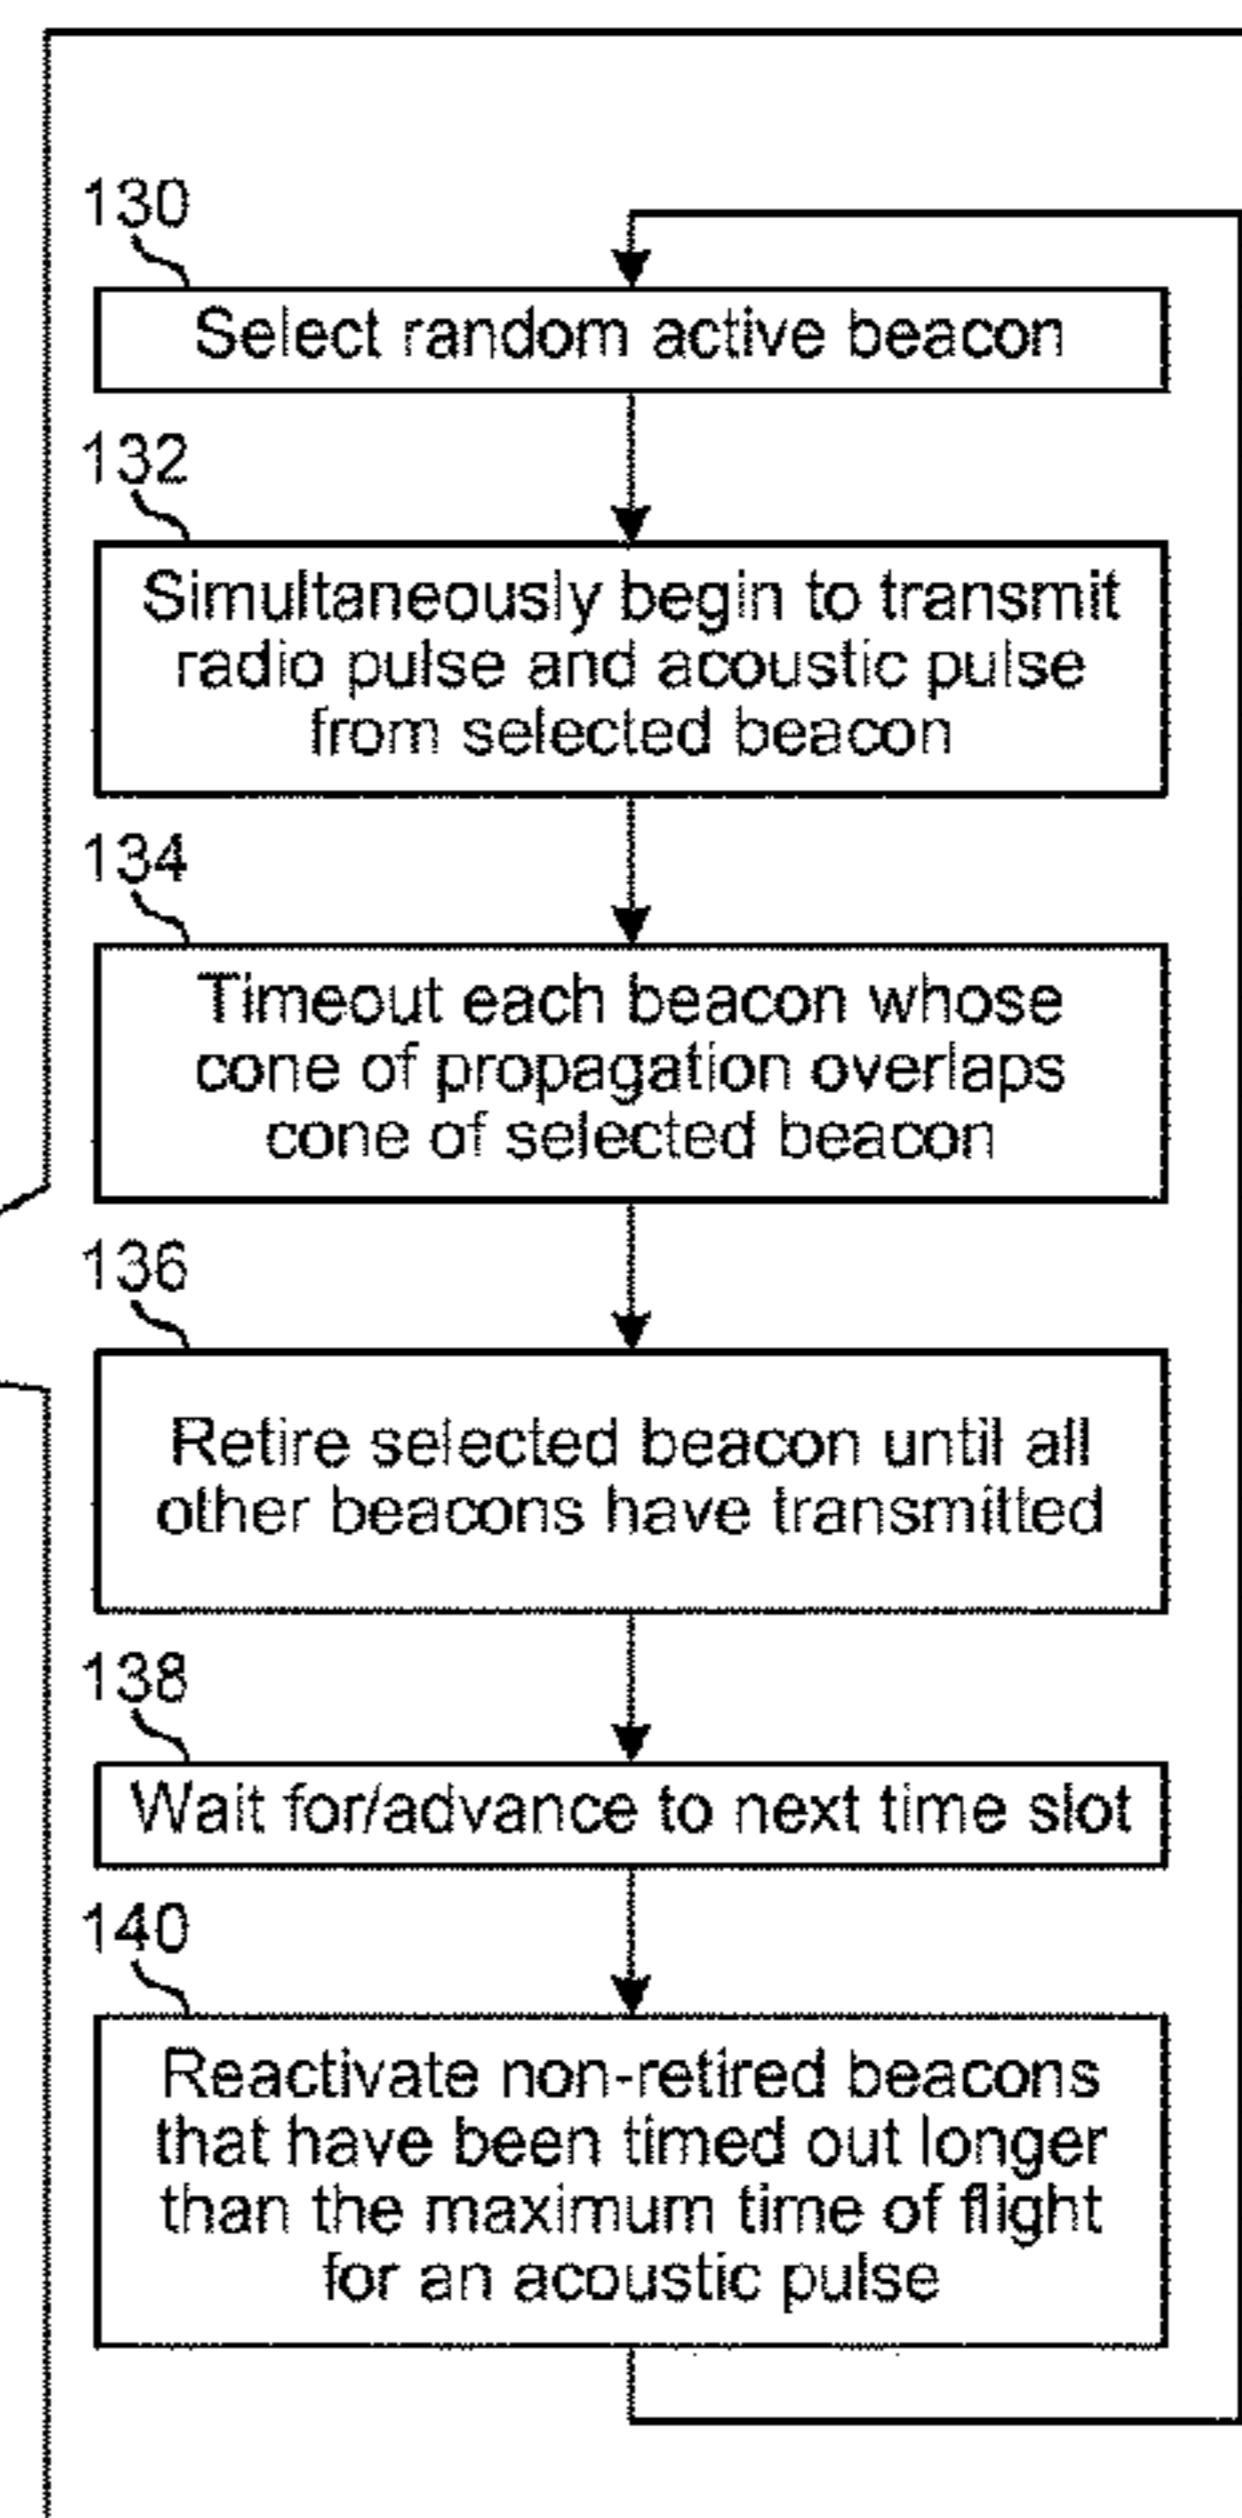 130
Select random active beacon
132
Simultaneously begin to transmit
radio pulse and acoustic pulse
from selected beacon
134
Timeout each beacon whose
cone of propagation overlaps
cone of selected beacon
136
Retire selected beacon until all
other beacons have transmitted
138
Wait for/advance to next time slot
140
Reactivate non-retired beacons
that have been timed out longer
than the maximum time of flight
for an acoustic pulse